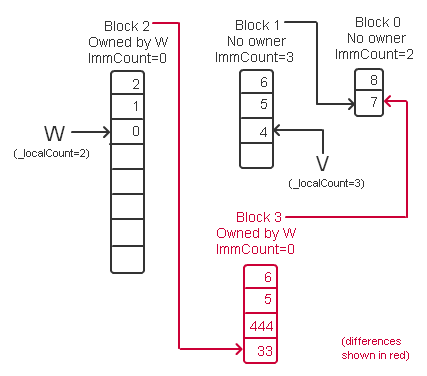 Block 2
Owned by W
ImmCount=0
Block 1
No owner
ImmCount=3
Block 0
No owner
ImmCount=2
2
1
0
6
5
4
8
7
W
(_localCount=2)
V
(_localCount=3)
Block 3
Owned by W
ImmCount=0
6
5
444
33
(differences
shown in red)